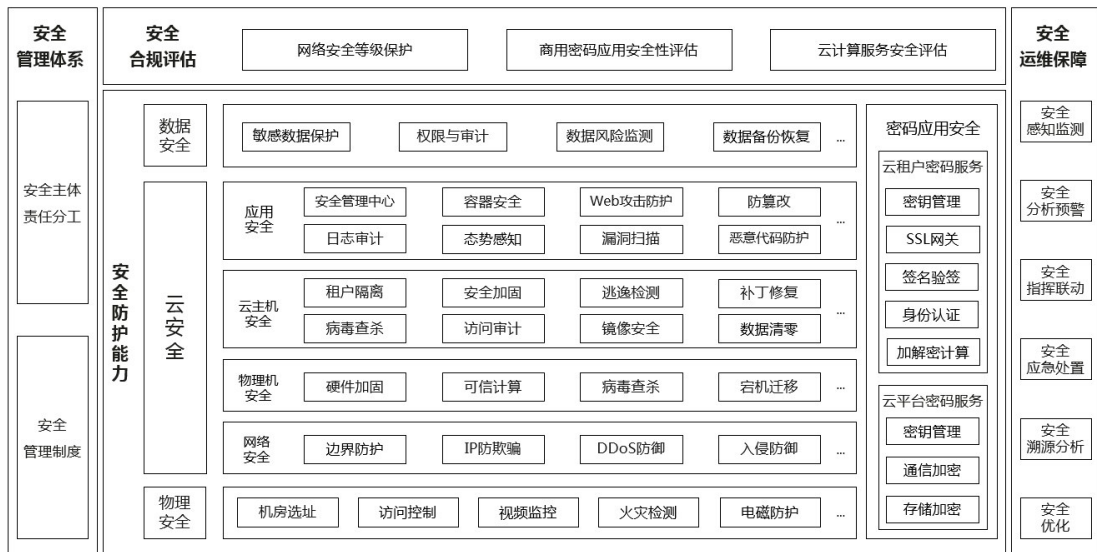 安全
管理体系
安全主体
责任分工
安全
管理制度
安全
合规评估
网络安全等级保护
商用密码应用安全性评估
云计算服务安全评估
安全防护能力
数据
安全
敏感数据保护
权限与审计
数据风险监测
数据备份恢复
...
云安全
应用
安全
安全管理中心
容器安全
Web攻击防护
防篡改
...
日志审计
态势感知
漏洞扫描
恶意代码防护
云主机
安全
租户隔离
安全加固
逃逸检测
补丁修复
...
病毒查杀
访问审计
镜像安全
数据清零
物理机
安全
硬件加固
可信计算
病毒查杀
宕机迁移
...
网络
安全
边界防护
IP防欺骗
DDoS防御
入侵防御
...
物理
安全
机房选址
访问控制
视频监控
火灾检测
电磁防护
...
密码应用安全
云租户密码服务
密钥管理
SSL网关
签名验签
身份认证
加解密计算
云平台密码服务
密钥管理
通信加密
存储加密
安全
运维保障
安全
感知监测
安全
分析预警
安全
指挥联动
安全
应急处置
安全
溯源分析
安全
优化